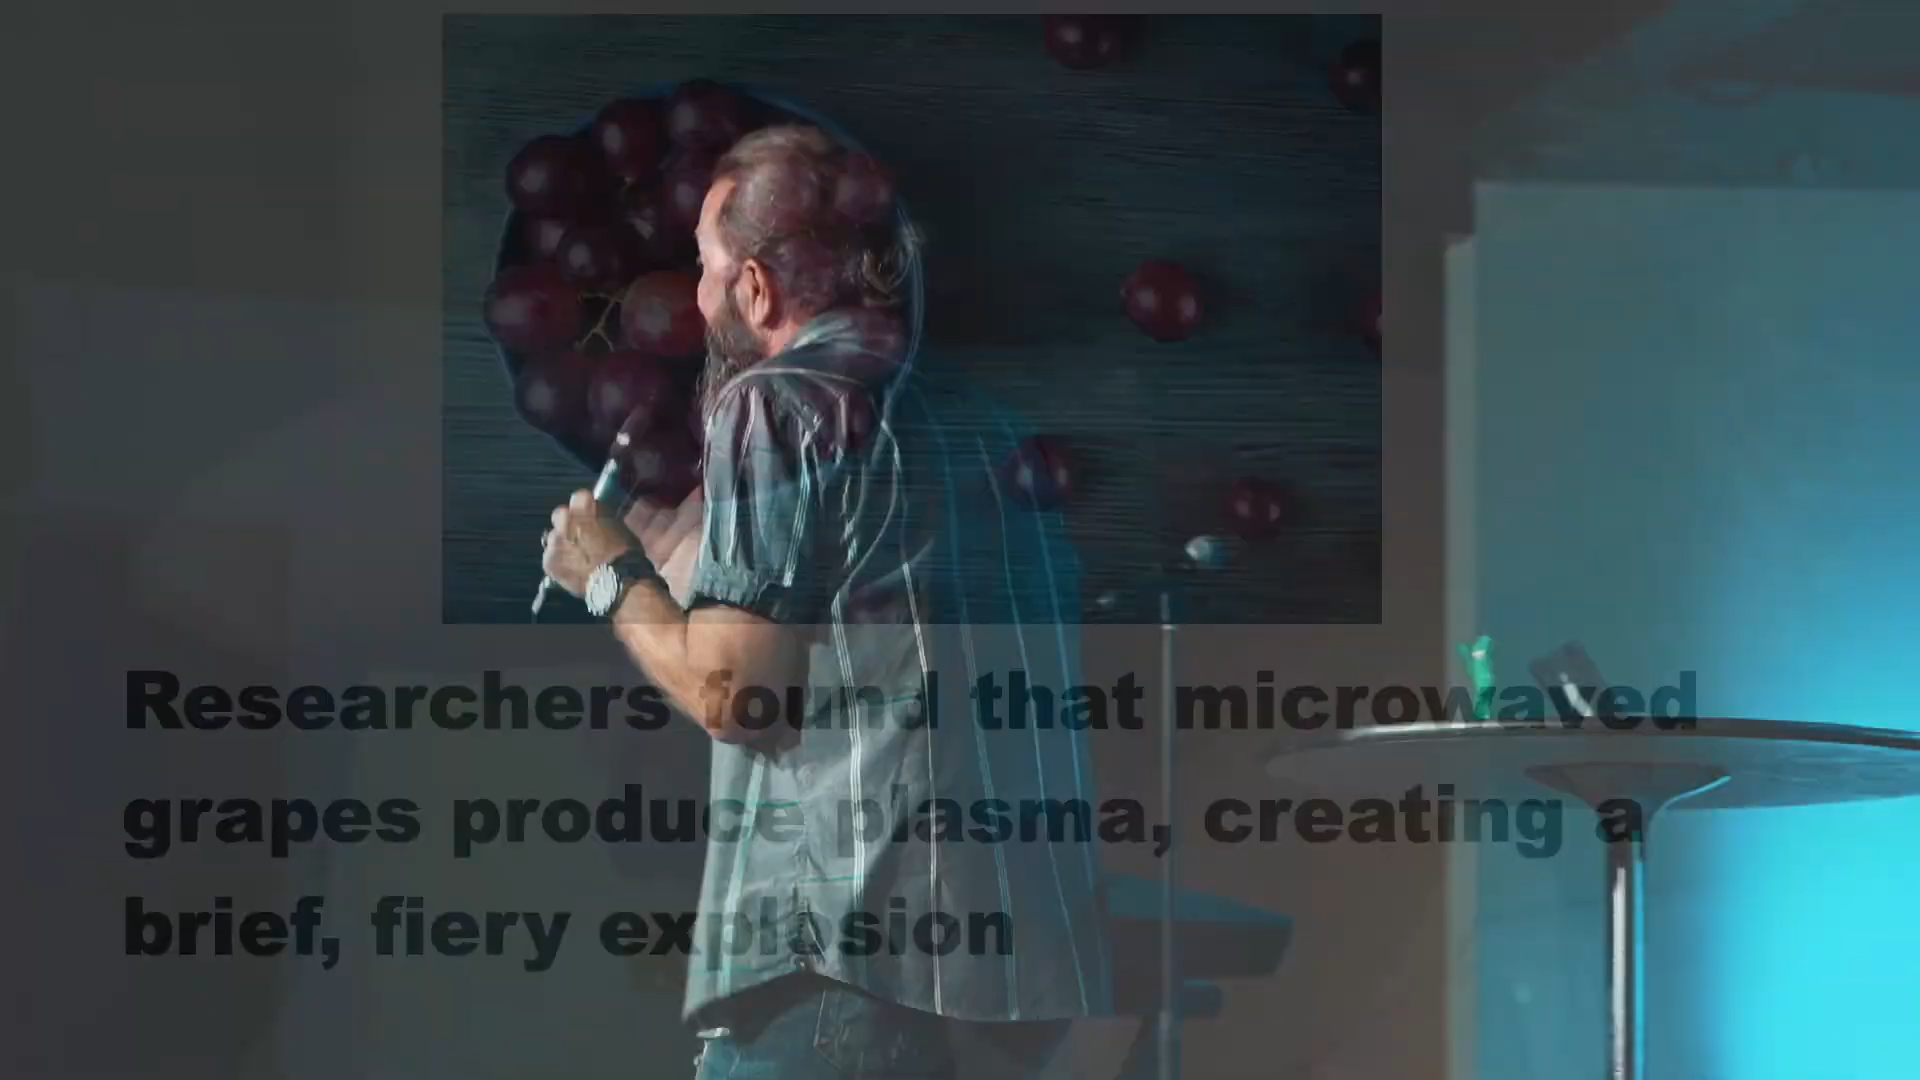 Researchers found that microwaved
grapes produce plasma, creating a
brief, fiery explosion